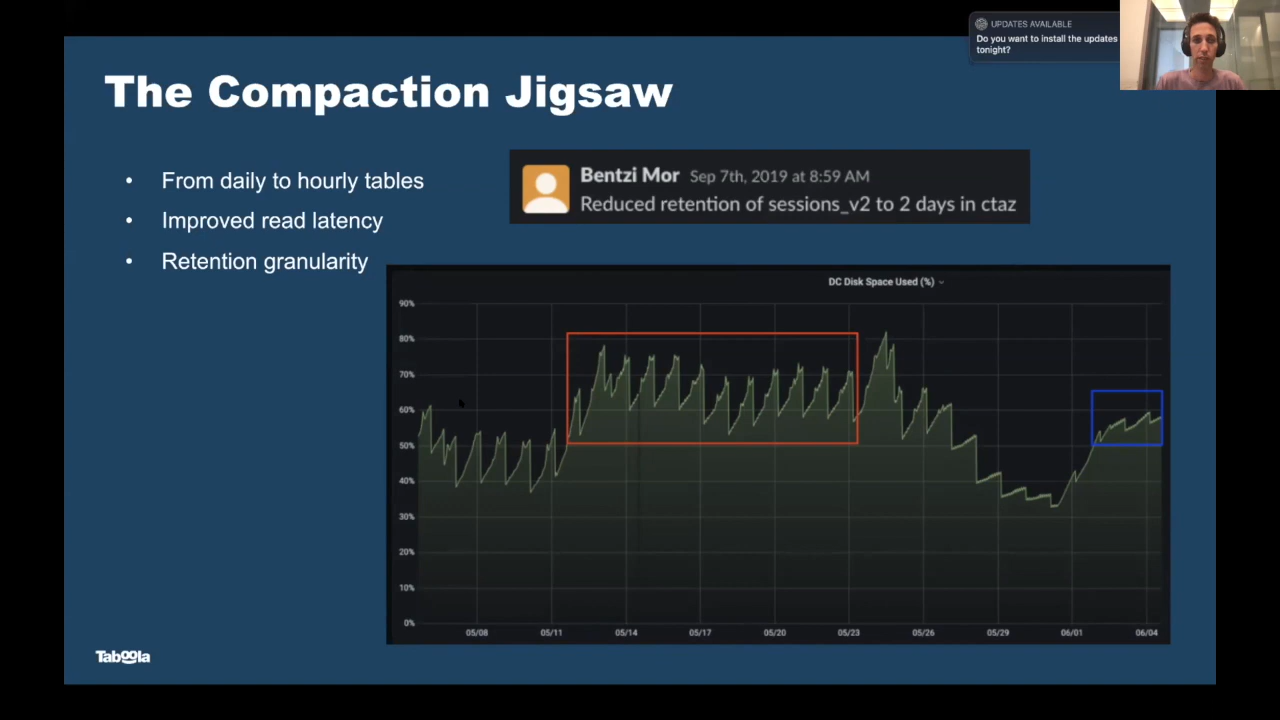 UPDATES AVAILABLE
Do you want to install the updates
tonight?
The Compaction Jigsaw
• From daily to hourly tables
• Improved read latency
• Retention granularity
Bentzi Mor Sep 7th, 2019 at 8:59 AM
Reduced retention of sessions_v2 to 2 days in ctaz
DC Disk Space Used (%)
90%
80%
70%
60%
50%
40%
30%
20%
10%
0%
05/08 05/11 05/14 05/17 05/20 05/23 05/26 05/29 06/01 06/04
Taboola